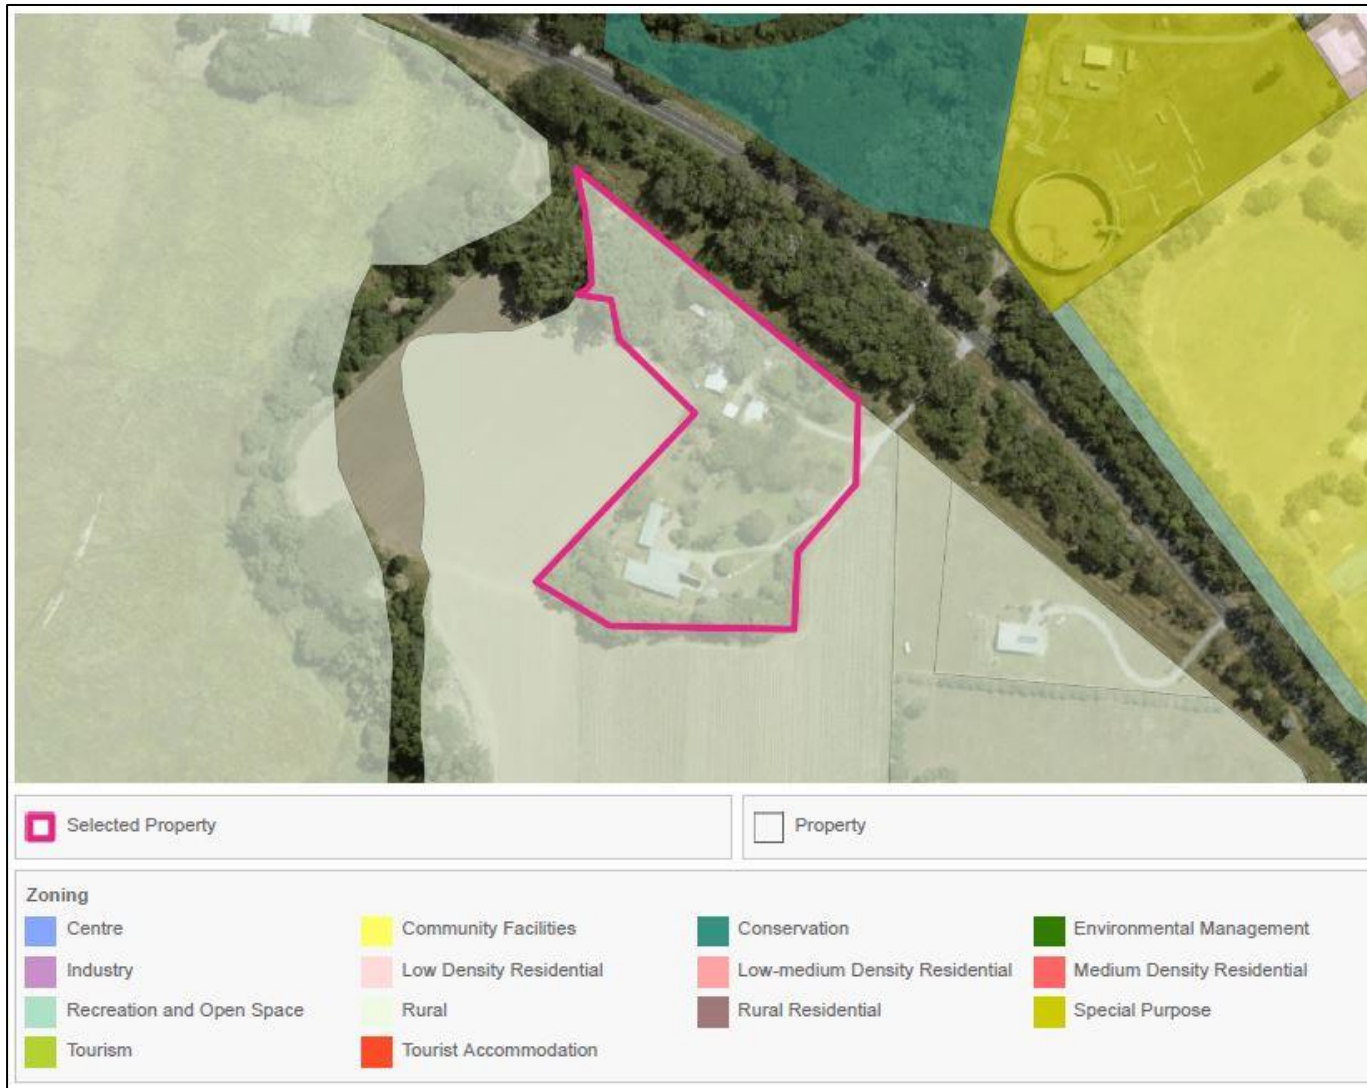 Selected Property
Property
Zoning
Centre
Community Facilities
Conservation
Environmental Management
Industry
Low Density Residential
Low-medium Density Residential
Medium Density Residential
Recreation and Open Space
Rural
Rural Residential
Special Purpose
Tourism
Tourist Accommodation